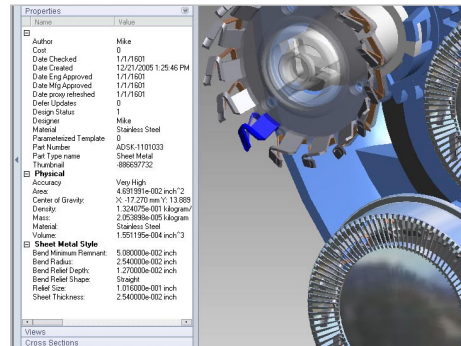 Properties
Name Value
Author Mike
Cost 0
Date Checked 1/1/1601
Date Created 12/21/2005 1:25:46 PM
Date Eng Approved 1/1/1601
Date Mfg Approved 1/1/1601
Date proxy refreshed 1/1/1601
Defer Updates 0
Design Status 1
Designer Mike
Material Stainless Steel
Parameterized Template 0
Part Number ADSK-1101033
Part Type name Sheet Metal
Thumbnail -886697732
Physical
Accuracy Very High
Area: 4.691991e-002 inch^2
Center of Gravity: X: -17.270 mm Y: 13.889
Density: 1.324075e-001 kilogram/
Mass: 2.053898e-005 kilogram
Material: Stainless Steel
Volume: 1.551195e-004 inch^3
Sheet Metal Style
Bend Minimum Remnant: 5.080000e-002 inch
Bend Radius: 2.540000e-002 inch
Bend Relief Depth: 1.270000e-002 inch
Bend Relief Shape: Straight
Relief Size: 1.016000e-001 inch
Sheet Thickness: 2.540000e-002 inch
Views
Cross Sections